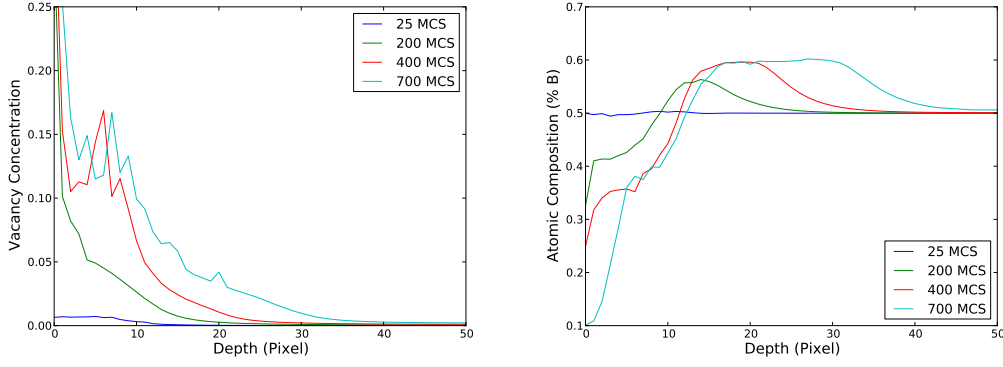 0.25
0.20
0.15
0.10
0.05
0.00
Vacancy Concentration
0 10 20 30 40 50
Depth (Pixel)
25 MCS
200 MCS
400 MCS
700 MCS
0.7
0.6
0.5
0.4
0.3
0.2
0.1
Atomic Composition (% B)
0 10 20 30 40 50
Depth (Pixel)
25 MCS
200 MCS
400 MCS
700 MCS